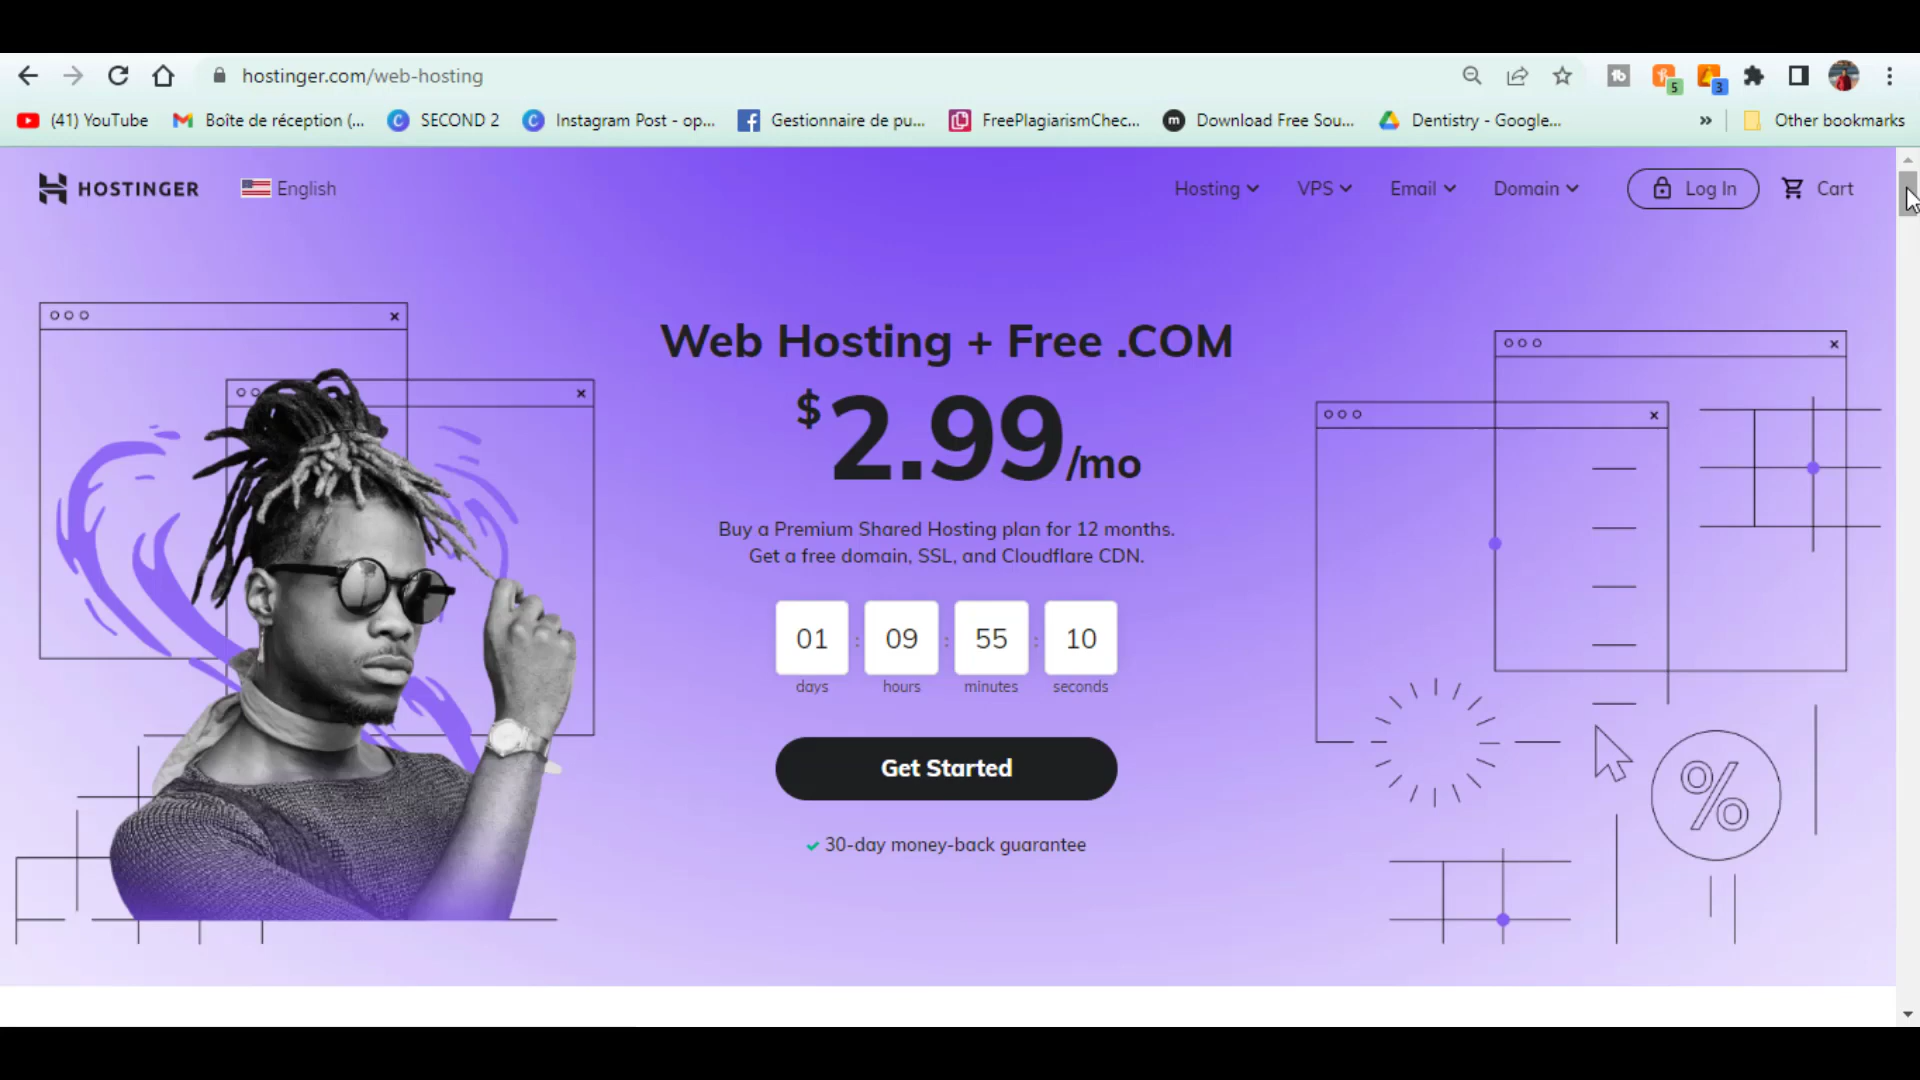 hostinger.com/web-hosting
5
3
(41) YouTube
Boîte de réception (...
SECOND 2
Instagram Post - op...
Gestionnaire de pu...
FreePlagiarismChec...
Download Free Sou...
Dentistry - Google...
»
Other bookmarks
HOSTINGER
English
Hosting
VPS
Email
Domain
Log In
Cart
Web Hosting + Free .COM
$2.99/mo
Buy a Premium Shared Hosting plan for 12 months.
Get a free domain, SSL, and Cloudflare CDN.
01 : 09 : 55 : 10
days hours minutes seconds
Get Started
30-day money-back guarantee
%